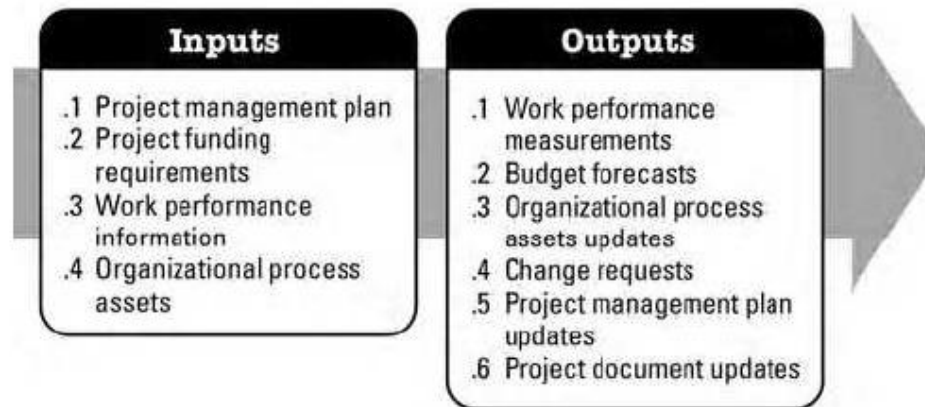 Inputs
.1 Project management plan
.2 Project funding
requirements
.3 Work performance
information
.4 Organizational process
assets
Outputs
.1 Work performance
measurements
.2 Budget forecasts
.3 Organizational process
assets updates
.4 Change requests
.5 Project management plan
updates
.6 Project document updates